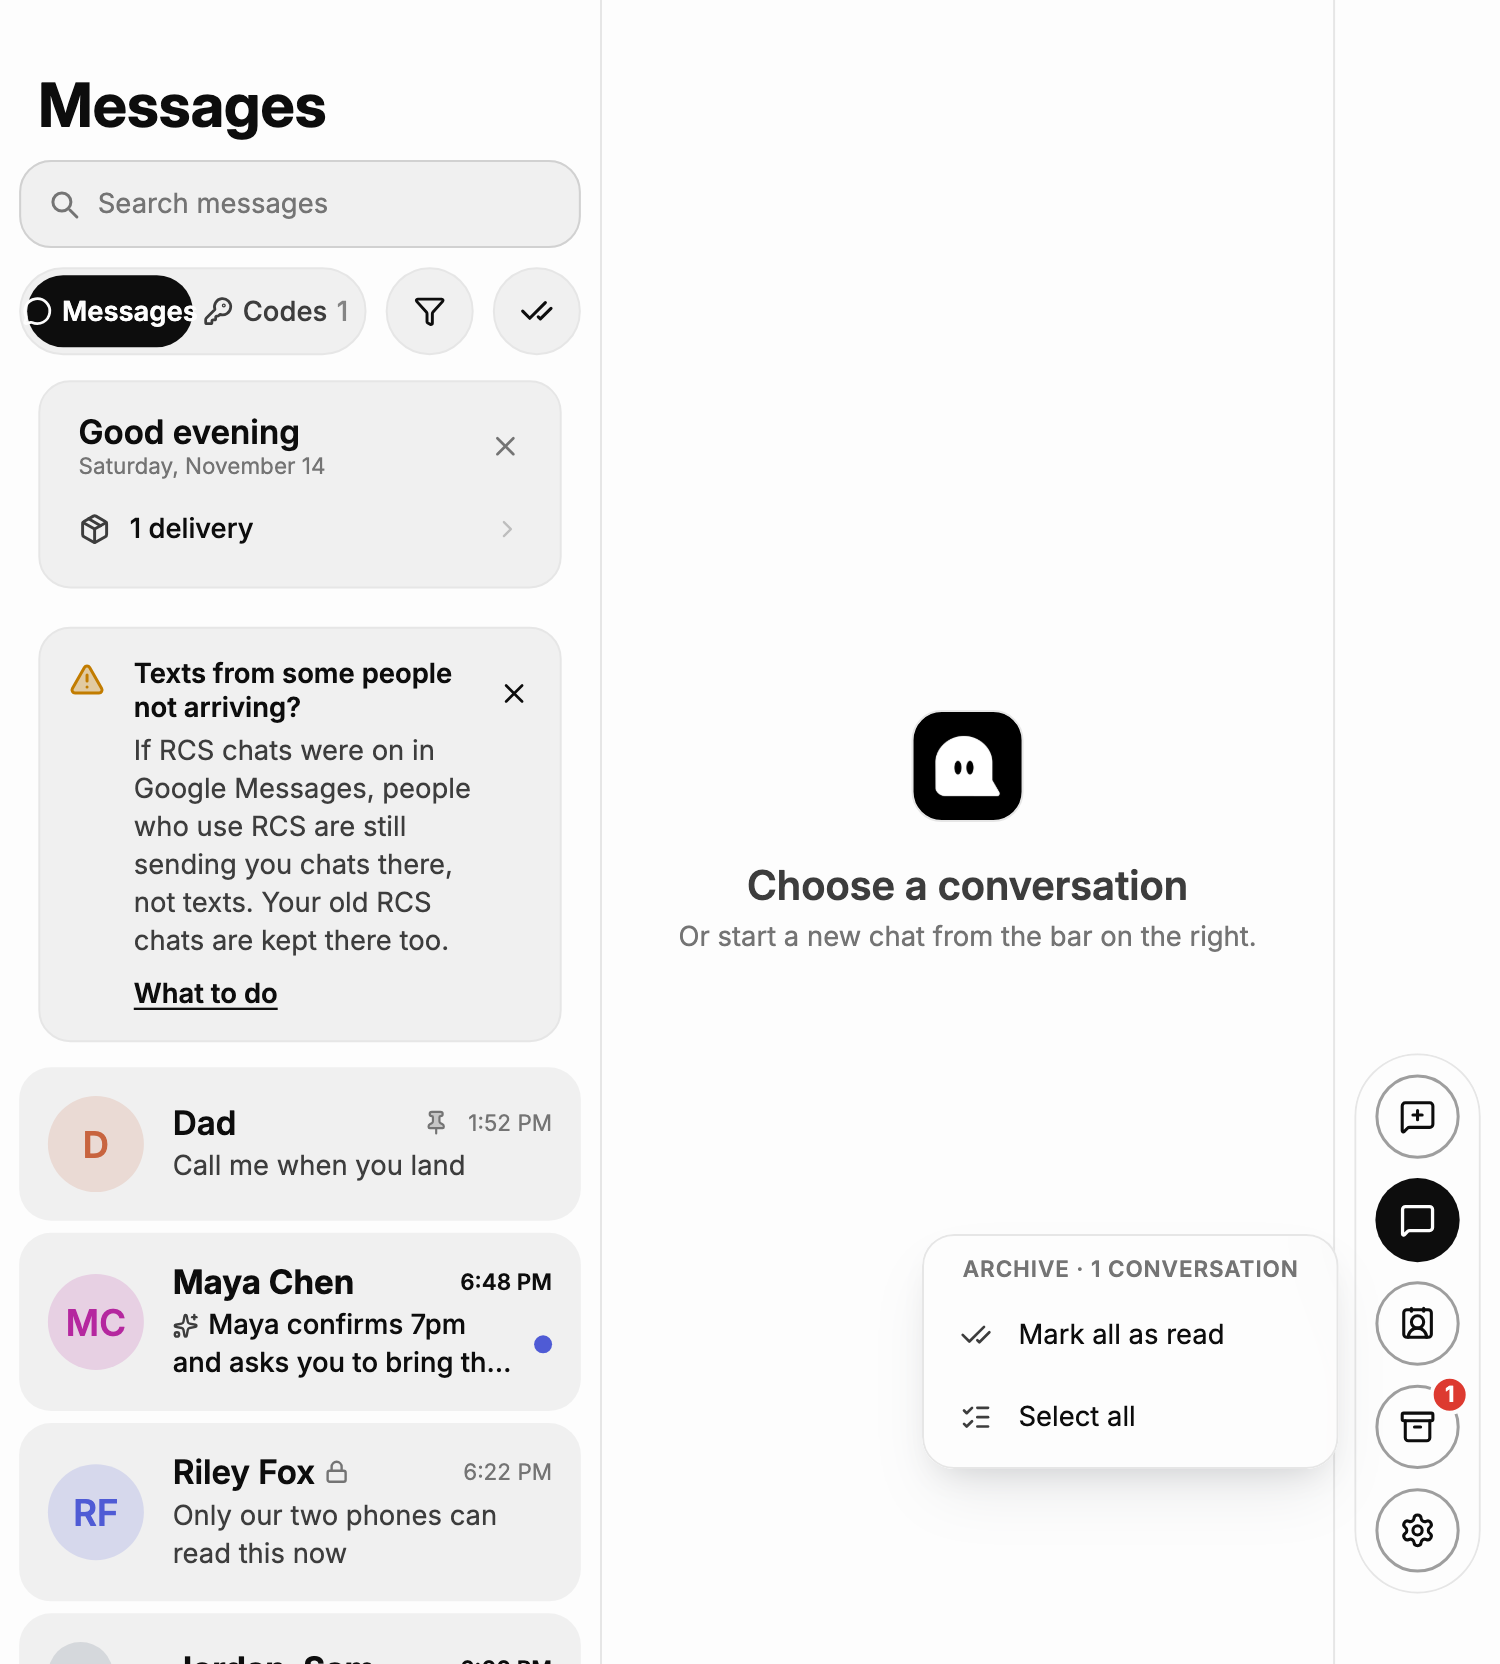 Messages
Search messages
Messages
Codes 1
Good evening
Saturday, November 14
1 delivery
Texts from some people
not arriving?
If RCS chats were on in
Google Messages, people
who use RCS are still
sending you chats there,
not texts. Your old RCS
chats are kept there too.
What to do
D
Dad
1:52 PM
Call me when you land
MC
Maya Chen
6:48 PM
Maya confirms 7pm
and asks you to bring th...
RF
Riley Fox
6:22 PM
Only our two phones can
read this now
Choose a conversation
Or start a new chat from the bar on the right.
ARCHIVE · 1 CONVERSATION
Mark all as read
Select all
1